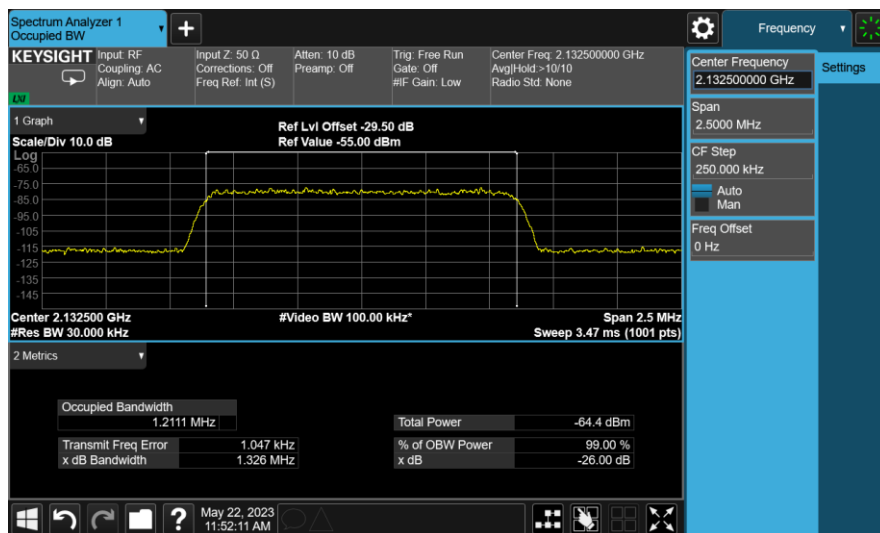 Spectrum Analyzer 1
Occupied BW
Frequency
KEYSIGHT
LXI
Input: RF
Coupling: AC
Align: Auto
Input Z: 50 Ω
Corrections: Off
Freq Ref: Int (S)
Atten: 10 dB
Preamp: Off
Trig: Free Run
Gate: Off
#IF Gain: Low
Center Freq: 2.132500000 GHz
Avg|Hold:>10/10
Radio Std: None
Center Frequency
2.132500000 GHz
Settings
Span
2.5000 MHz
CF Step
250.000 kHz
Auto
Man
Freq Offset
0 Hz
1 Graph
Scale/Div 10.0 dB
Ref Lvl Offset -29.50 dB
Ref Value -55.00 dBm
Log
-65.0
-75.0
-85.0
-95.0
-105
-115
-125
-135
-145
Center 2.132500 GHz
#Res BW 30.000 kHz
#Video BW 100.00 kHz*
Span 2.5 MHz
Sweep 3.47 ms (1001 pts)
2 Metrics
Occupied Bandwidth
1.2111 MHz
Total Power -64.4 dBm
Transmit Freq Error 1.047 kHz
% of OBW Power 99.00 %
x dB Bandwidth 1.326 MHz
x dB -26.00 dB
?
May 22, 2023
11:52:11 AM